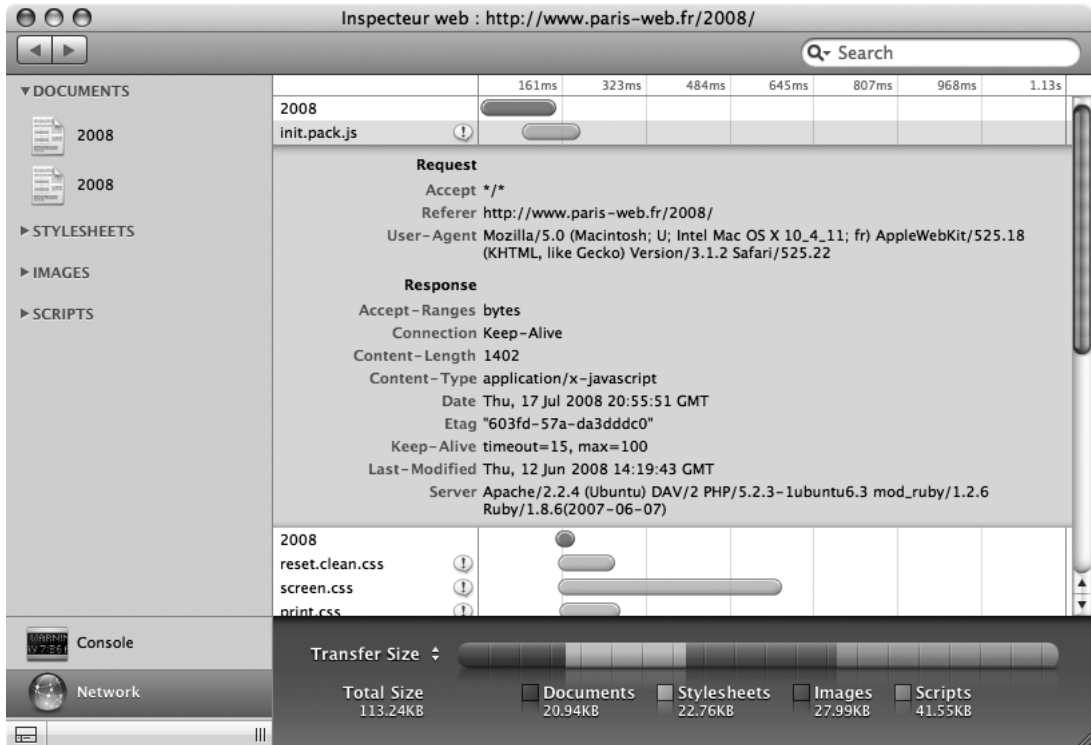 Inspecteur web : http://www.paris-web.fr/2008/
Search
DOCUMENTS
2008
2008
STYLESHEETS
IMAGES
SCRIPTS
161ms 323ms 484ms 645ms 807ms 968ms 1.13s
2008
init.pack.js
Request
Accept */*
Referer http://www.paris-web.fr/2008/
User-Agent Mozilla/5.0 (Macintosh; U; Intel Mac OS X 10_4_11; fr) AppleWebKit/525.18
(KHTML, like Gecko) Version/3.1.2 Safari/525.22
Response
Accept-Ranges bytes
Connection Keep-Alive
Content-Length 1402
Content-Type application/x-javascript
Date Thu, 17 Jul 2008 20:55:51 GMT
Etag "603fd-57a-da3dddc0"
Keep-Alive timeout=15, max=100
Last-Modified Thu, 12 Jun 2008 14:19:43 GMT
Server Apache/2.2.4 (Ubuntu) DAV/2 PHP/5.2.3-1ubuntu6.3 mod_ruby/1.2.6
Ruby/1.8.6(2007-06-07)
2008
reset.clean.css
screen.css
print.css
Console
Network
Transfer Size
Total Size
113.24KB
Documents
20.94KB
Stylesheets
22.76KB
Images
27.99KB
Scripts
41.55KB